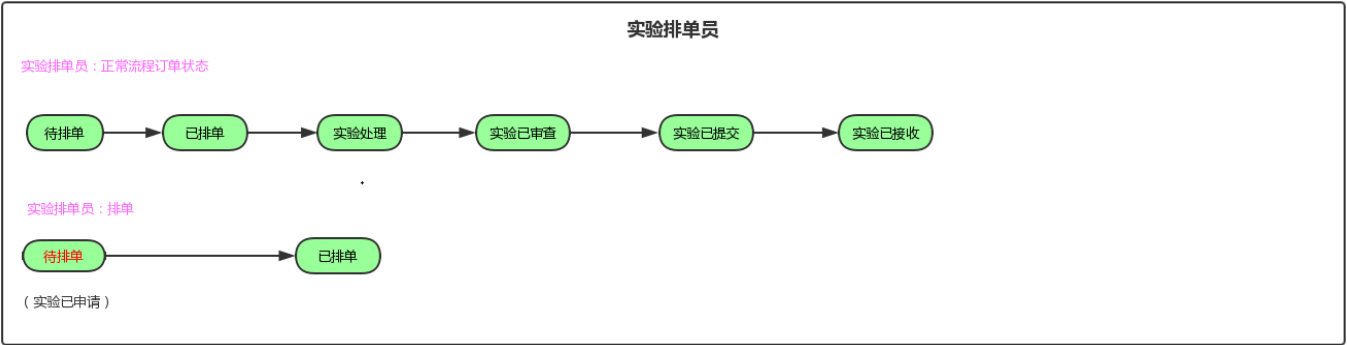 实验排单员
实验排单员：正常流程订单状态
待排单 已排单 实验处理 实验已审查 实验已提交 实验已接收
实验排单员：排单
待排单 已排单
（实验已申请）